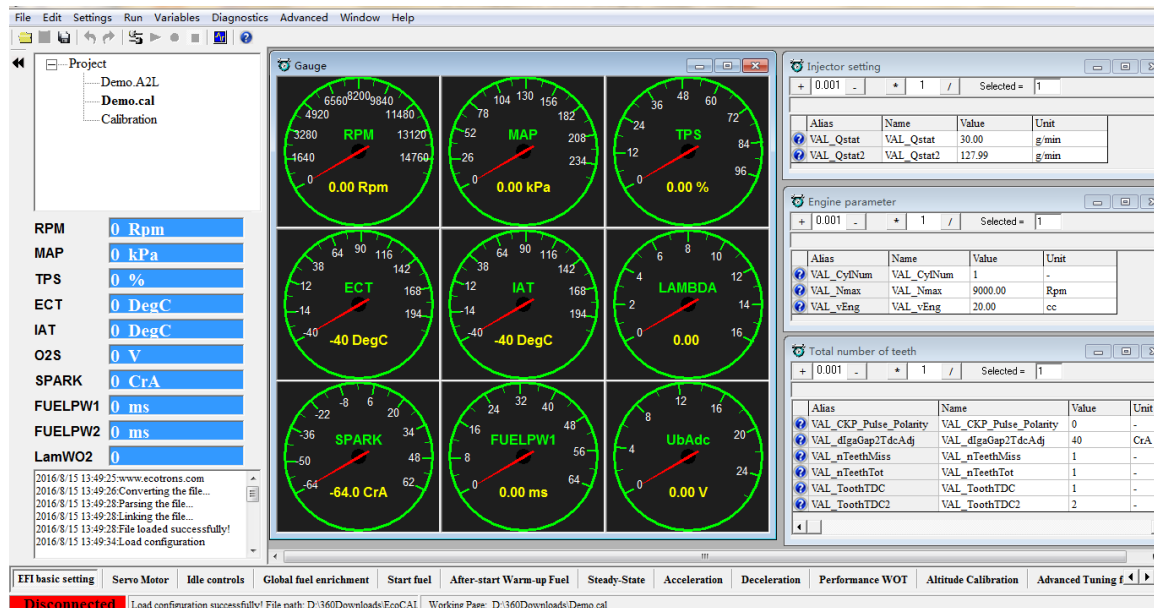 File Edit Settings Run Variables Diagnostics Advanced Window Help
Project
Demo.A2L
Demo.cal
Calibration
RPM 0 Rpm
MAP 0 kPa
TPS 0 %
ECT 0 DegC
IAT 0 DegC
O2S 0 V
SPARK 0 CrA
FUELPW1 0 ms
FUELPW2 0 ms
LamWO2 0
2016/8/15 13:49:25:www.ecotrons.com
2016/8/15 13:49:26:Converting the file...
2016/8/15 13:49:28:Parsing the file...
2016/8/15 13:49:28:Linking the file...
2016/8/15 13:49:28:File loaded successfully!
2016/8/15 13:49:34:Load configuration
Gauge
0 1640 3280 4920 6560 8200 9840 11480 13120 14760
RPM
0.00 Rpm
0 26 52 78 104 130 156 182 208 234
MAP
0.00 kPa
0 12 24 36 48 60 72 84 96
TPS
0.00 %
-40 -14 12 38 64 90 116 142 168 194
ECT
-40 DegC
-40 -14 12 38 64 90 116 142 168 194
IAT
-40 DegC
0 2 4 6 8 10 12 14 16
LAMBDA
0.00
-64 -50 -36 -22 -8 6 20 34 48 62
SPARK
-64.0 CrA
0 8 16 24 32 40 48 56 64
FUELPW1
0.00 ms
0 4 8 12 16 20 24
UbAdc
0.00 V
Injector setting
+ 0.001 - * 1 / Selected = 1
Alias Name Value Unit
VAL_Qstat VAL_Qstat 30.00 g/min
VAL_Qstat2 VAL_Qstat2 127.99 g/min
Engine parameter
+ 0.001 - * 1 / Selected = 1
Alias Name Value Unit
VAL_CylNum VAL_CylNum 1 -
VAL_Nmax VAL_Nmax 9000.00 Rpm
VAL_vEng VAL_vEng 20.00 cc
Total number of teeth
+ 0.001 - * 1 / Selected = 1
Alias Name Value Unit
VAL_CKP_Pulse_Polarity VAL_CKP_Pulse_Polarity 0 -
VAL_dIgaGap2TdcAdj VAL_dIgaGap2TdcAdj 40 CrA
VAL_nTeethMiss VAL_nTeethMiss 1 -
VAL_nTeethTot VAL_nTeethTot 1 -
VAL_ToothTDC VAL_ToothTDC 1 -
VAL_ToothTDC2 VAL_ToothTDC2 2 -
EFI basic setting Servo Motor Idle controls Global fuel enrichment Start fuel After-start Warm-up Fuel Steady-State Acceleration Deceleration Performance WOT Altitude Calibration Advanced Tuning f
Disconnected Load configuration successfully! File path: D:\360Downloads\EcoCAL Working Page: D:\360Downloads\Demo.cal